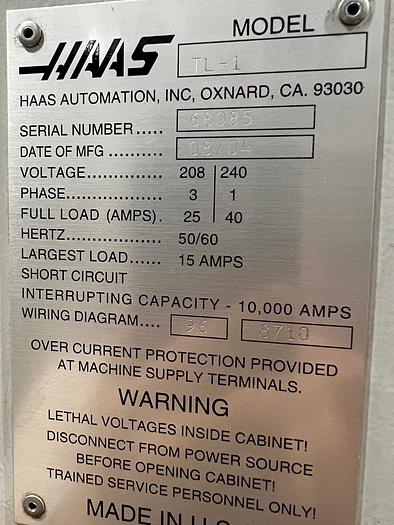 HAAS MODEL TL-1
HAAS AUTOMATION, INC, OXNARD, CA. 93030
SERIAL NUMBER ..... 68085
DATE OF MFG .......... 08/04
VOLTAGE............... 208 | 240
PHASE.................. 3 | 1
FULL LOAD (AMPS). 25 | 40
HERTZ................... 50/60
LARGEST LOAD...... 15 AMPS
SHORT CIRCUIT
INTERRUPTING CAPACITY - 10,000 AMPS
WIRING DIAGRAM.... 96 8710
OVER CURRENT PROTECTION PROVIDED
AT MACHINE SUPPLY TERMINALS.
WARNING
LETHAL VOLTAGES INSIDE CABINET!
DISCONNECT FROM POWER SOURCE
BEFORE OPENING CABINET!
TRAINED SERVICE PERSONNEL ONLY!
MADE IN U.S.